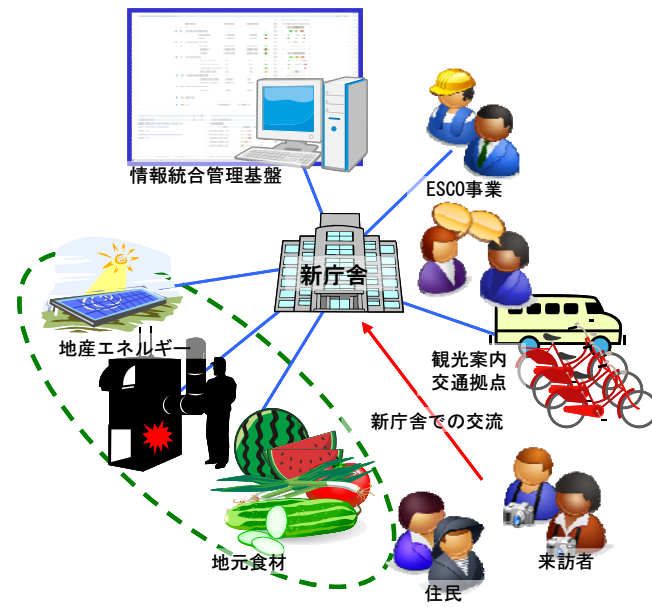 情報統合管理基盤
ESCO事業
新庁舎
地産エネルギー
観光案内
交通拠点
新庁舎での交流
地元食材
来訪者
住民